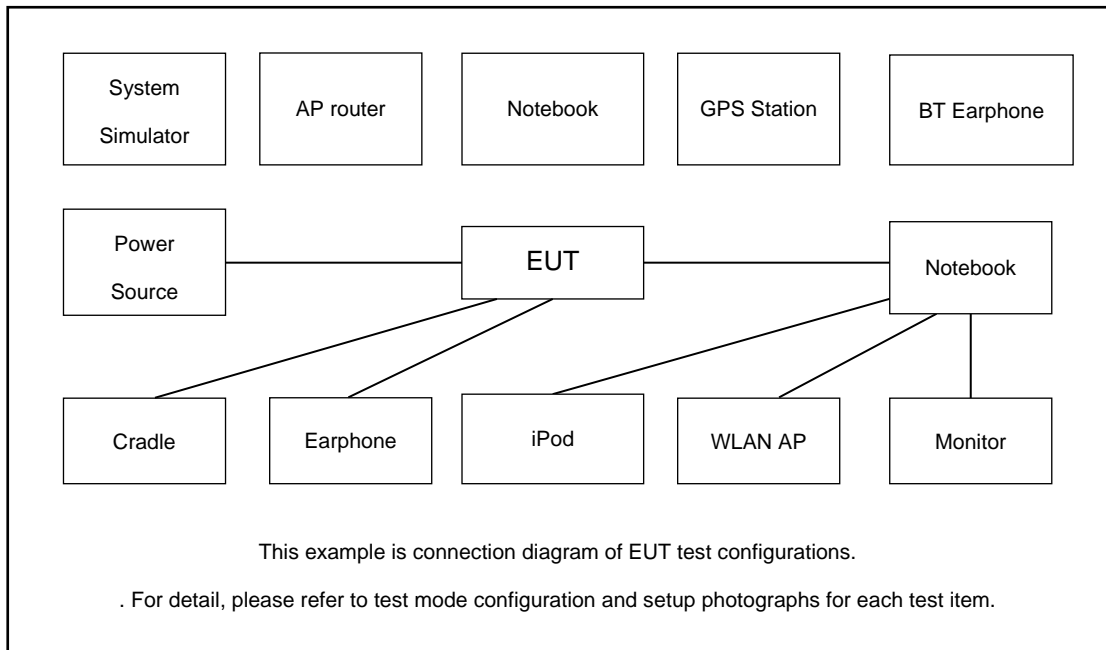 System
Simulator
AP router
Notebook
GPS Station
BT Earphone
Power
Source
EUT
Notebook
Cradle
Earphone
iPod
WLAN AP
Monitor
This example is connection diagram of EUT test configurations.
. For detail, please refer to test mode configuration and setup photographs for each test item.